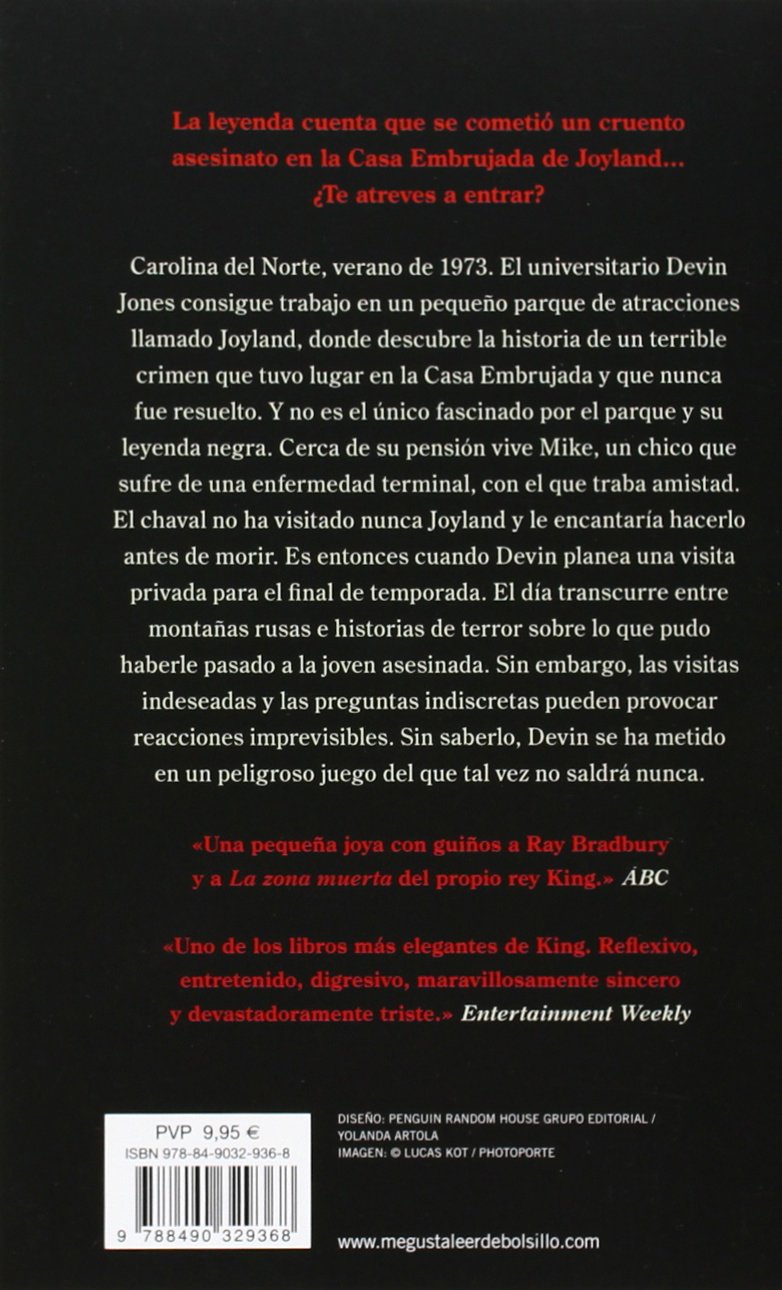 La leyenda cuenta que se cometió un cruento
asesinato en la Casa Embrujada de Joyland...
¿Te atreves a entrar?
Carolina del Norte, verano de 1973. El universitario Devin
Jones consigue trabajo en un pequeño parque de atracciones
llamado Joyland, donde descubre la historia de un terrible
crimen que tuvo lugar en la Casa Embrujada y que nunca
fue resuelto. Y no es el único fascinado por el parque y su
leyenda negra. Cerca de su pensión vive Mike, un chico que
sufre de una enfermedad terminal, con el que traba amistad.
El chaval no ha visitado nunca Joyland y le encantaría hacerlo
antes de morir. Es entonces cuando Devin planea una visita
privada para el final de temporada. El día transcurre entre
montañas rusas e historias de terror sobre lo que pudo
haberle pasado a la joven asesinada. Sin embargo, las visitas
indeseadas y las preguntas indiscretas pueden provocar
reacciones imprevisibles. Sin saberlo, Devin se ha metido
en un peligroso juego del que tal vez no saldrá nunca.
«Una pequeña joya con guiños a Ray Bradbury
y a La zona muerta del propio rey King.» ABC
«Uno de los libros más elegantes de King. Reflexivo,
entretenido, digresivo, maravillosamente sincero
y devastadoramente triste.» Entertainment Weekly
PVP 9,95 €
ISBN 978-84-9032-936-8
9 788490 329368
DISEÑO: PENGUIN RANDOM HOUSE GRUPO EDITORIAL /
YOLANDA ARTOLA
IMAGEN: © LUCAS KOT / PHOTOPORTE
www.megustaleerdebolsillo.com